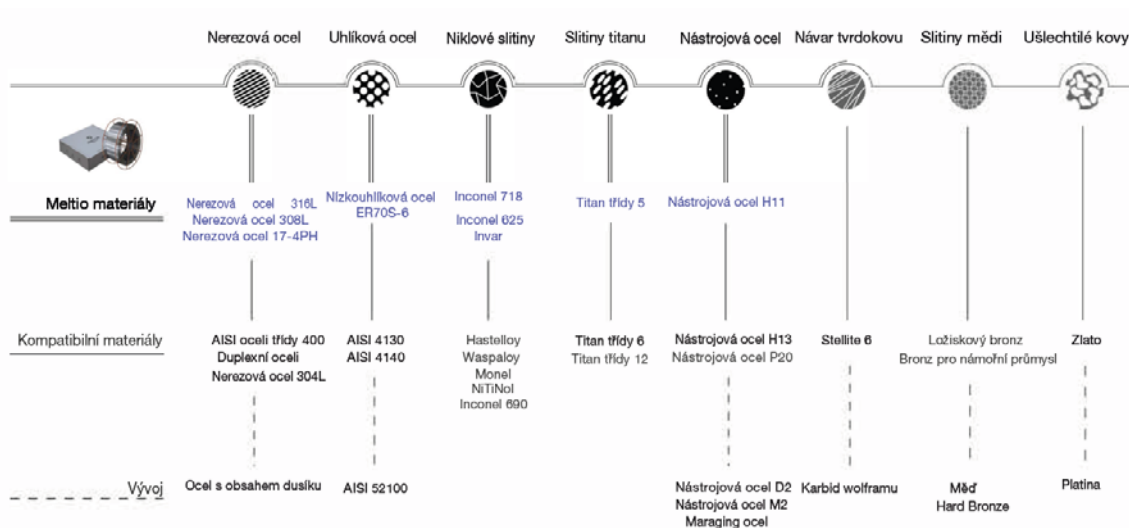 Nerezová ocel
Uhlíková ocel
Niklové slitiny
Slitiny titanu
Nástrojová ocel
Návar tvrdokovu
Slitiny mědi
Ušlechtilé kovy
Meltio materiály
Nerezová ocel 316L
Nerezová ocel 308L
Nerezová ocel 17-4PH
Nízkouhlíková ocel
ER70S-6
Inconel 718
Inconel 625
Invar
Titan třídy 5
Nástrojová ocel H11
Kompatibilní materiály
AISI oceli třídy 400
Duplexní oceli
Nerezová ocel 304L
AISI 4130
AISI 4140
Hastelloy
Waspaloy
Monel
NiTiNol
Inconel 690
Titan třídy 6
Titan třídy 12
Nástrojová ocel H13
Nástrojová ocel P20
Stellite 6
Ložiskový bronz
Bronz pro námořní průmysl
Zlato
Vývoj
Ocel s obsahem dusíku
AISI 52100
Nástrojová ocel D2
Nástrojová ocel M2
Maraging ocel
Karbid wolframu
Měď
Hard Bronze
Platina